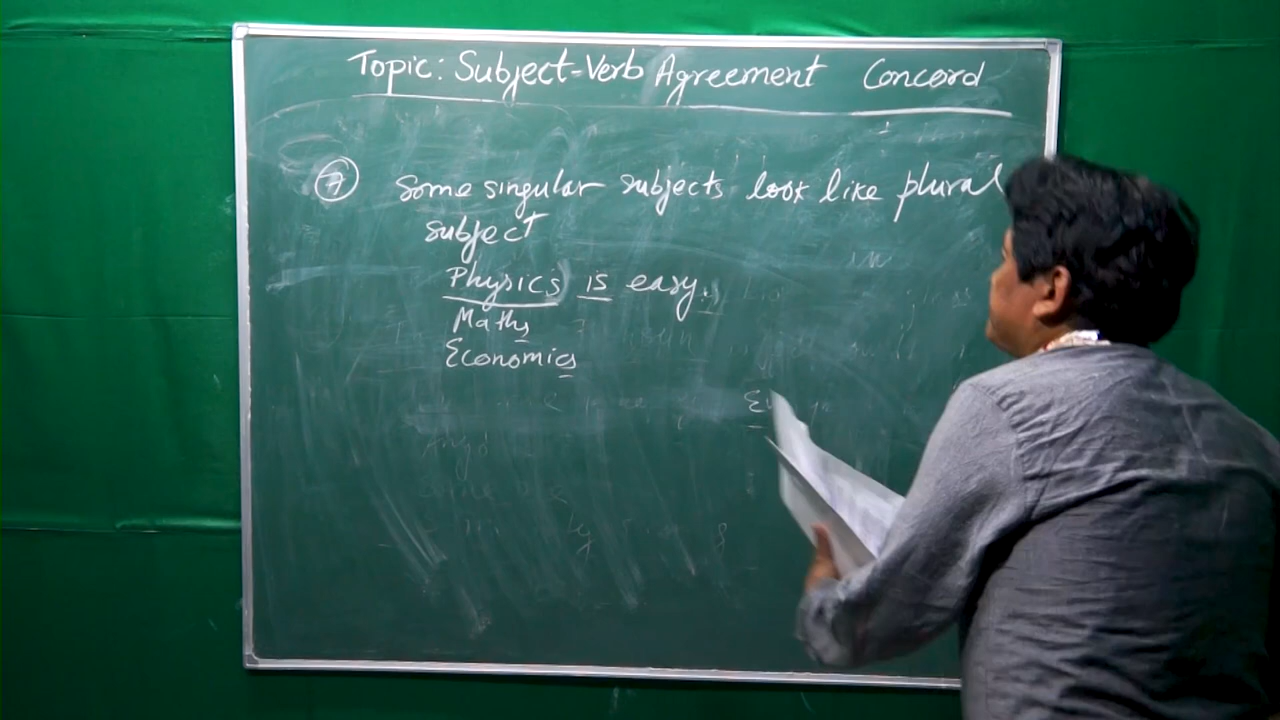 Topic: Subject-Verb Agreement Concord
7 Some singular subjects look like plural
subject
Physics is easy.
Maths
Economics